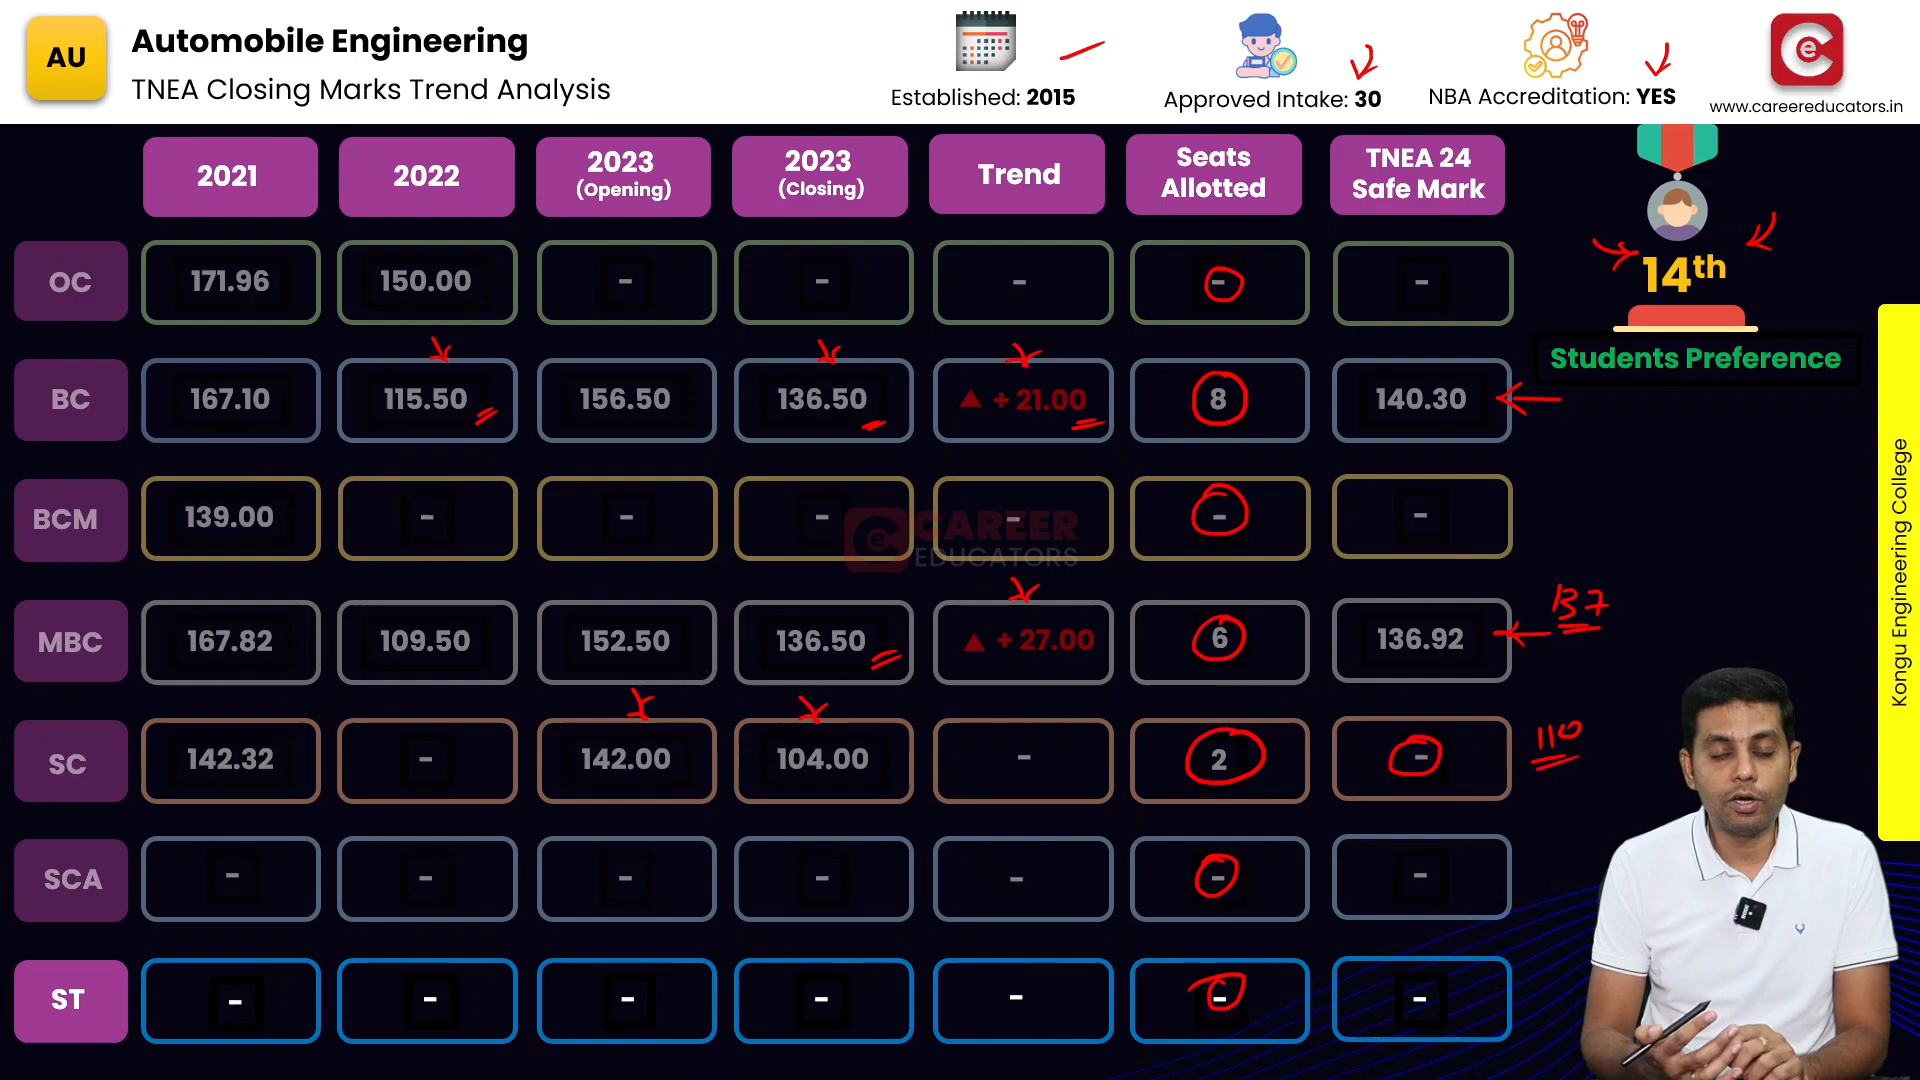 AU
Automobile Engineering
TNEA Closing Marks Trend Analysis
Established: 2015
Approved Intake: 30
NBA Accreditation: YES
e
www.careereducators.in
2021
2022
2023
(Opening)
2023
(Closing)
Trend
Seats
Allotted
TNEA 24
Safe Mark
14th
Students Preference
OC 171.96 150.00 - - - - -
BC 167.10 115.50 156.50 136.50 ▲ + 21.00 8 140.30
BCM 139.00 - - - - - -
e CAREER
EDUCATORS
MBC 167.82 109.50 152.50 136.50 ▲ + 27.00 6 136.92 137
SC 142.32 - 142.00 104.00 - 2 - 110
SCA - - - - - - -
ST - - - - - - -
Kongu Engineering College